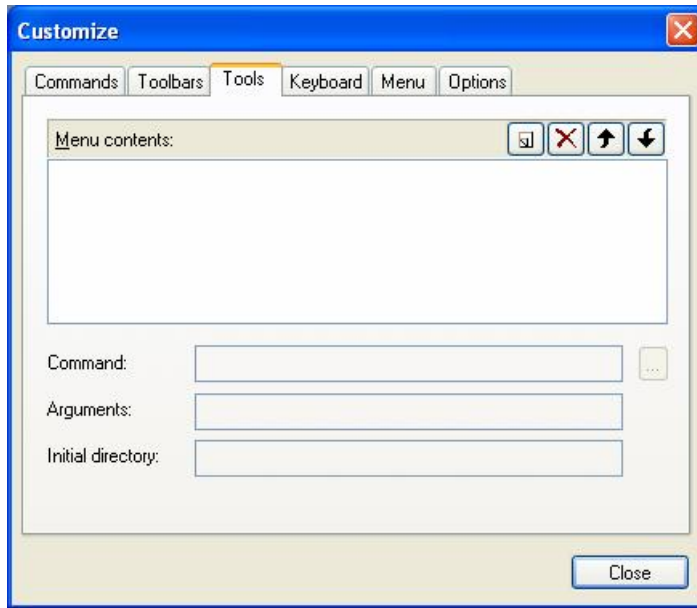 Customize
Commands Toolbars Tools Keyboard Menu Options
Menu contents:
Command:
...
Arguments:
Initial directory:
Close